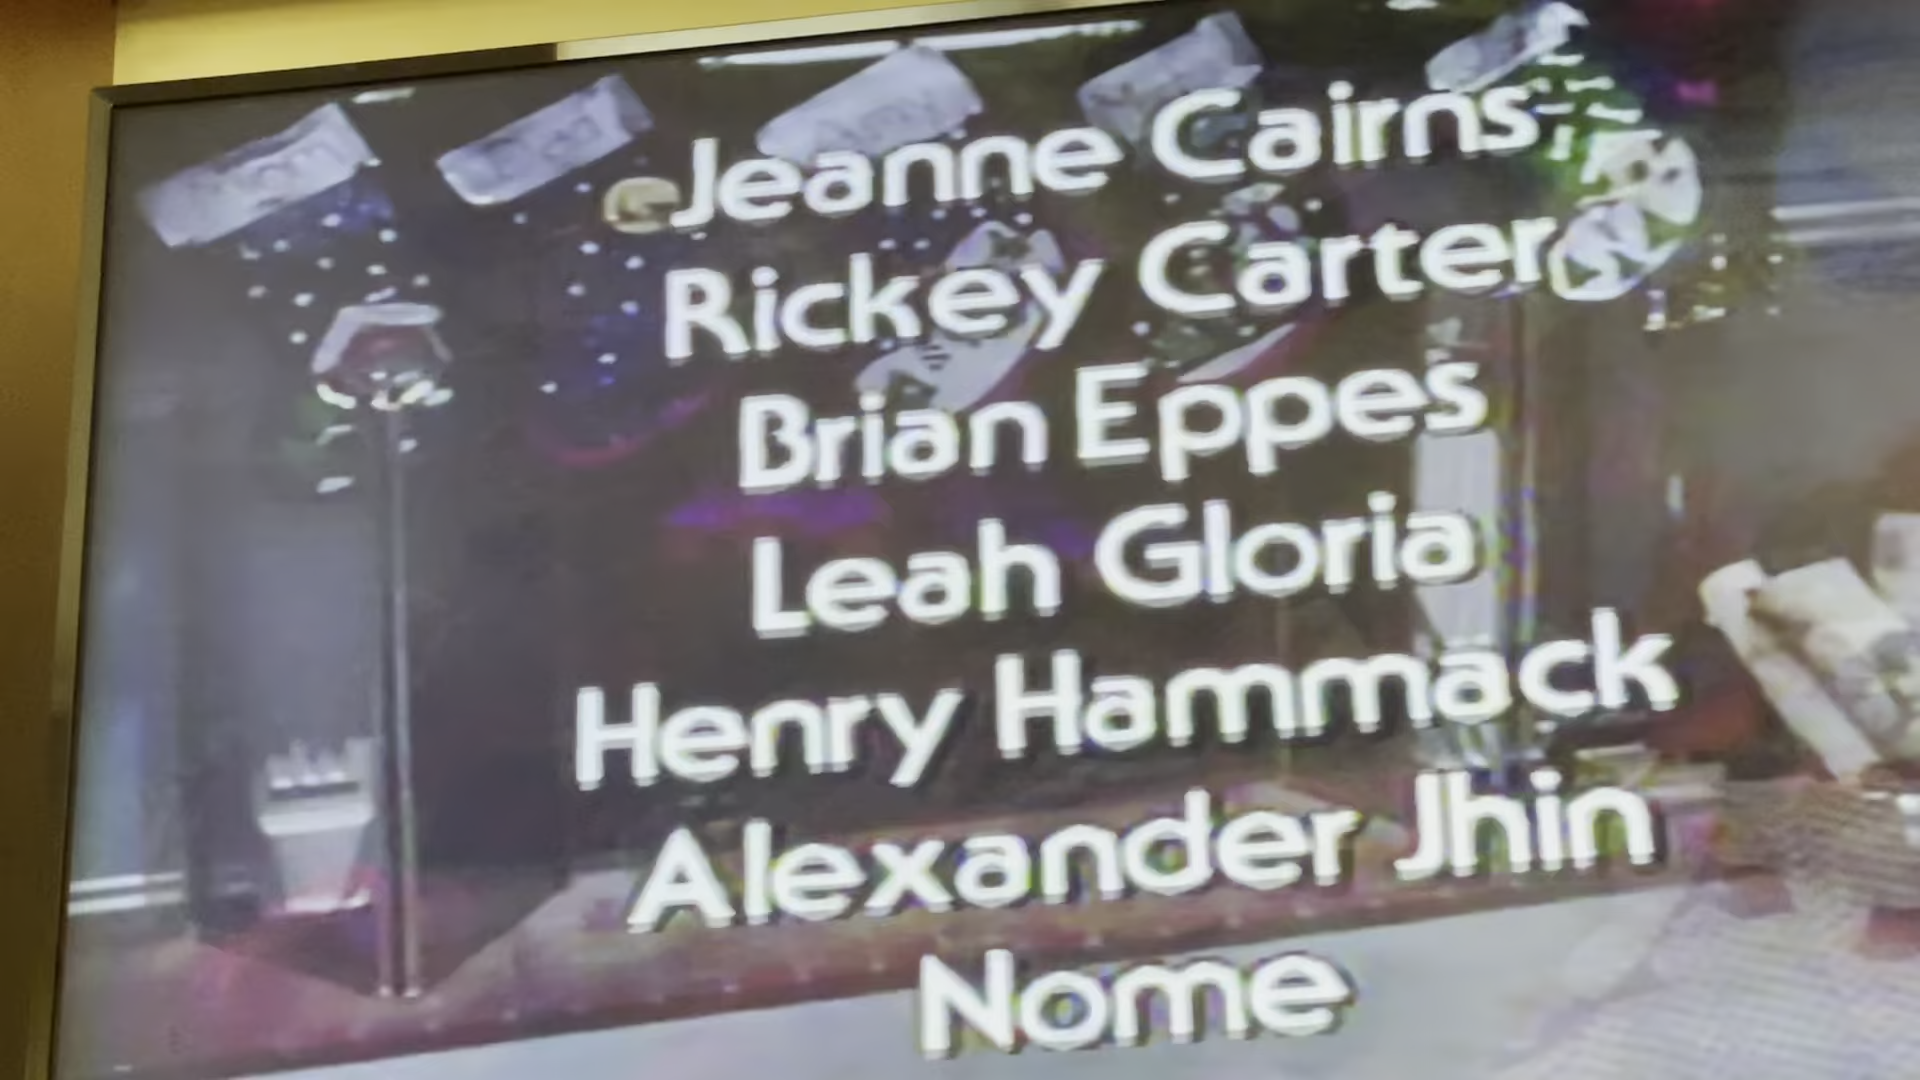 Jeanne Cairns
Rickey Carter
Brian Eppes
Leah Gloria
Henry Hammack
Alexander Jhin
Nome